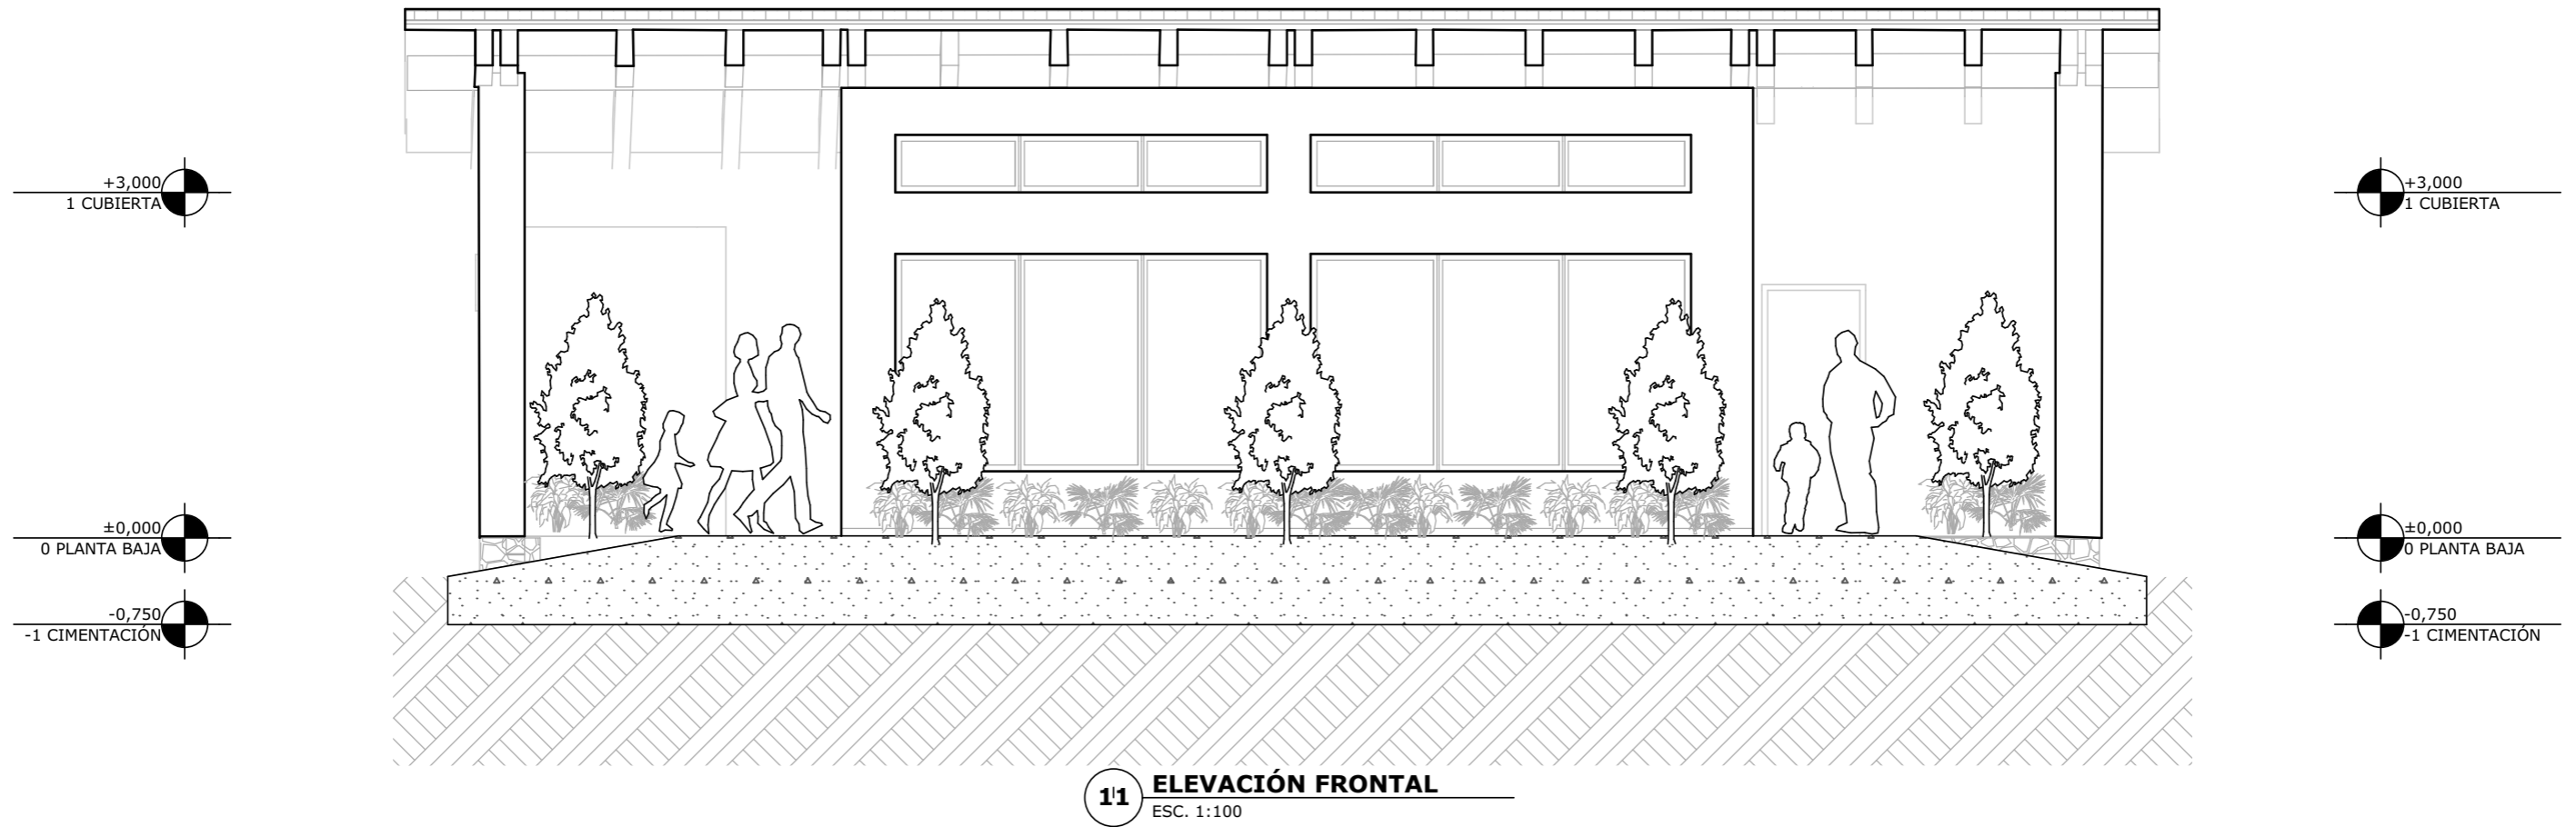 +3,000
1 CUBIERTA
+3,000
1 CUBIERTA
±0,000
0 PLANTA BAJA
±0,000
0 PLANTA BAJA
-0,750
-1 CIMENTACIÓN
-0,750
-1 CIMENTACIÓN
1|1
ELEVACIÓN FRONTAL
ESC. 1:100